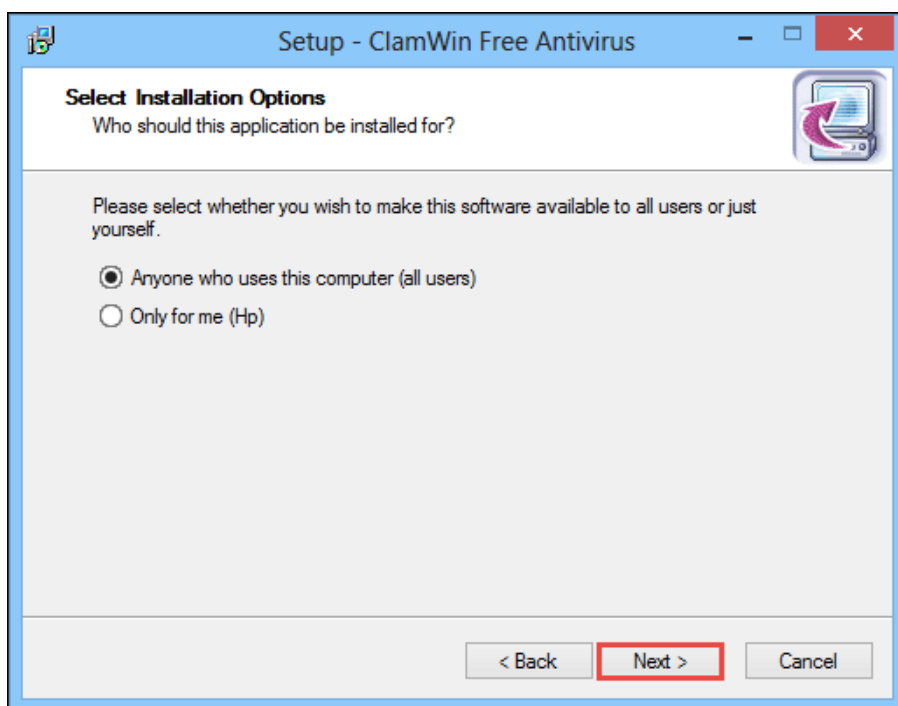 Setup - ClamWin Free Antivirus
Select Installation Options
Who should this application be installed for?
Please select whether you wish to make this software available to all users or just
yourself.
Anyone who uses this computer (all users)
Only for me (Hp)
< Back Next > Cancel